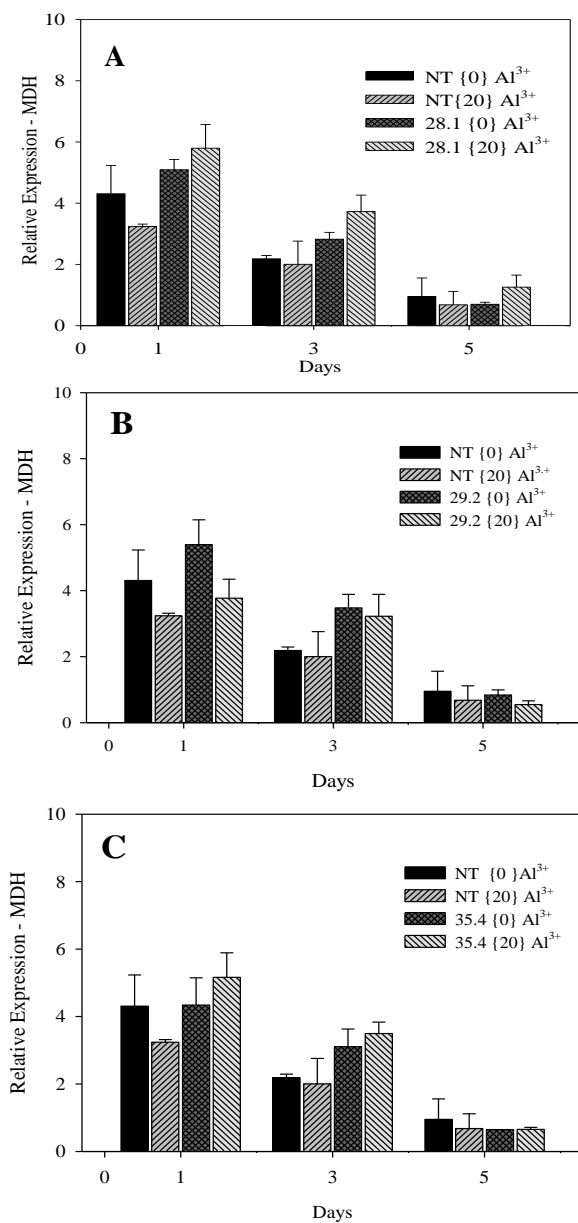 A
NT {0} Al³⁺
NT{20} Al³⁺
28.1 {0} Al³⁺
28.1 {20} Al³⁺
Relative Expression - MDH
10
8
6
4
2
0
0 1 3 5
Days
B
NT {0} Al³⁺
NT {20} Al³·⁺
29.2 {0} Al³⁺
29.2 {20} Al³⁺
Relative Expression - MDH
10
8
6
4
2
0
0 1 3 5
Days
C
NT {0 }Al³⁺
NT {20} Al³⁺
35.4 {0} Al³⁺
35.4 {20} Al³⁺
Relative Expression - MDH
10
8
6
4
2
0
0 1 3 5
Days